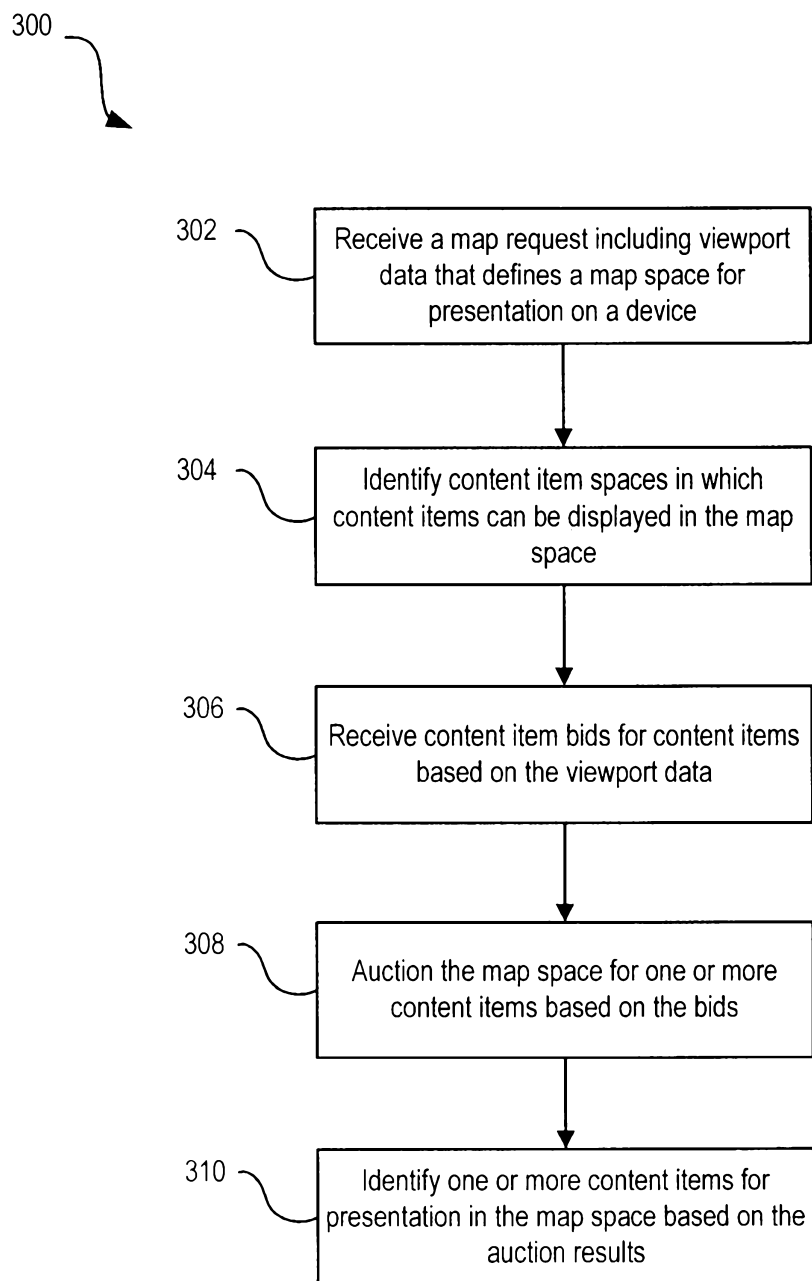 300
302
Receive a map request including viewport
data that defines a map space for
presentation on a device
304
Identify content item spaces in which
content items can be displayed in the map
space.
306
Receive content item bids for content items
based on the viewport data
308
Auction the map space for one or more
content items based on the bids
310
Identify one or more content items for
presentation in the map space based on the
auction results